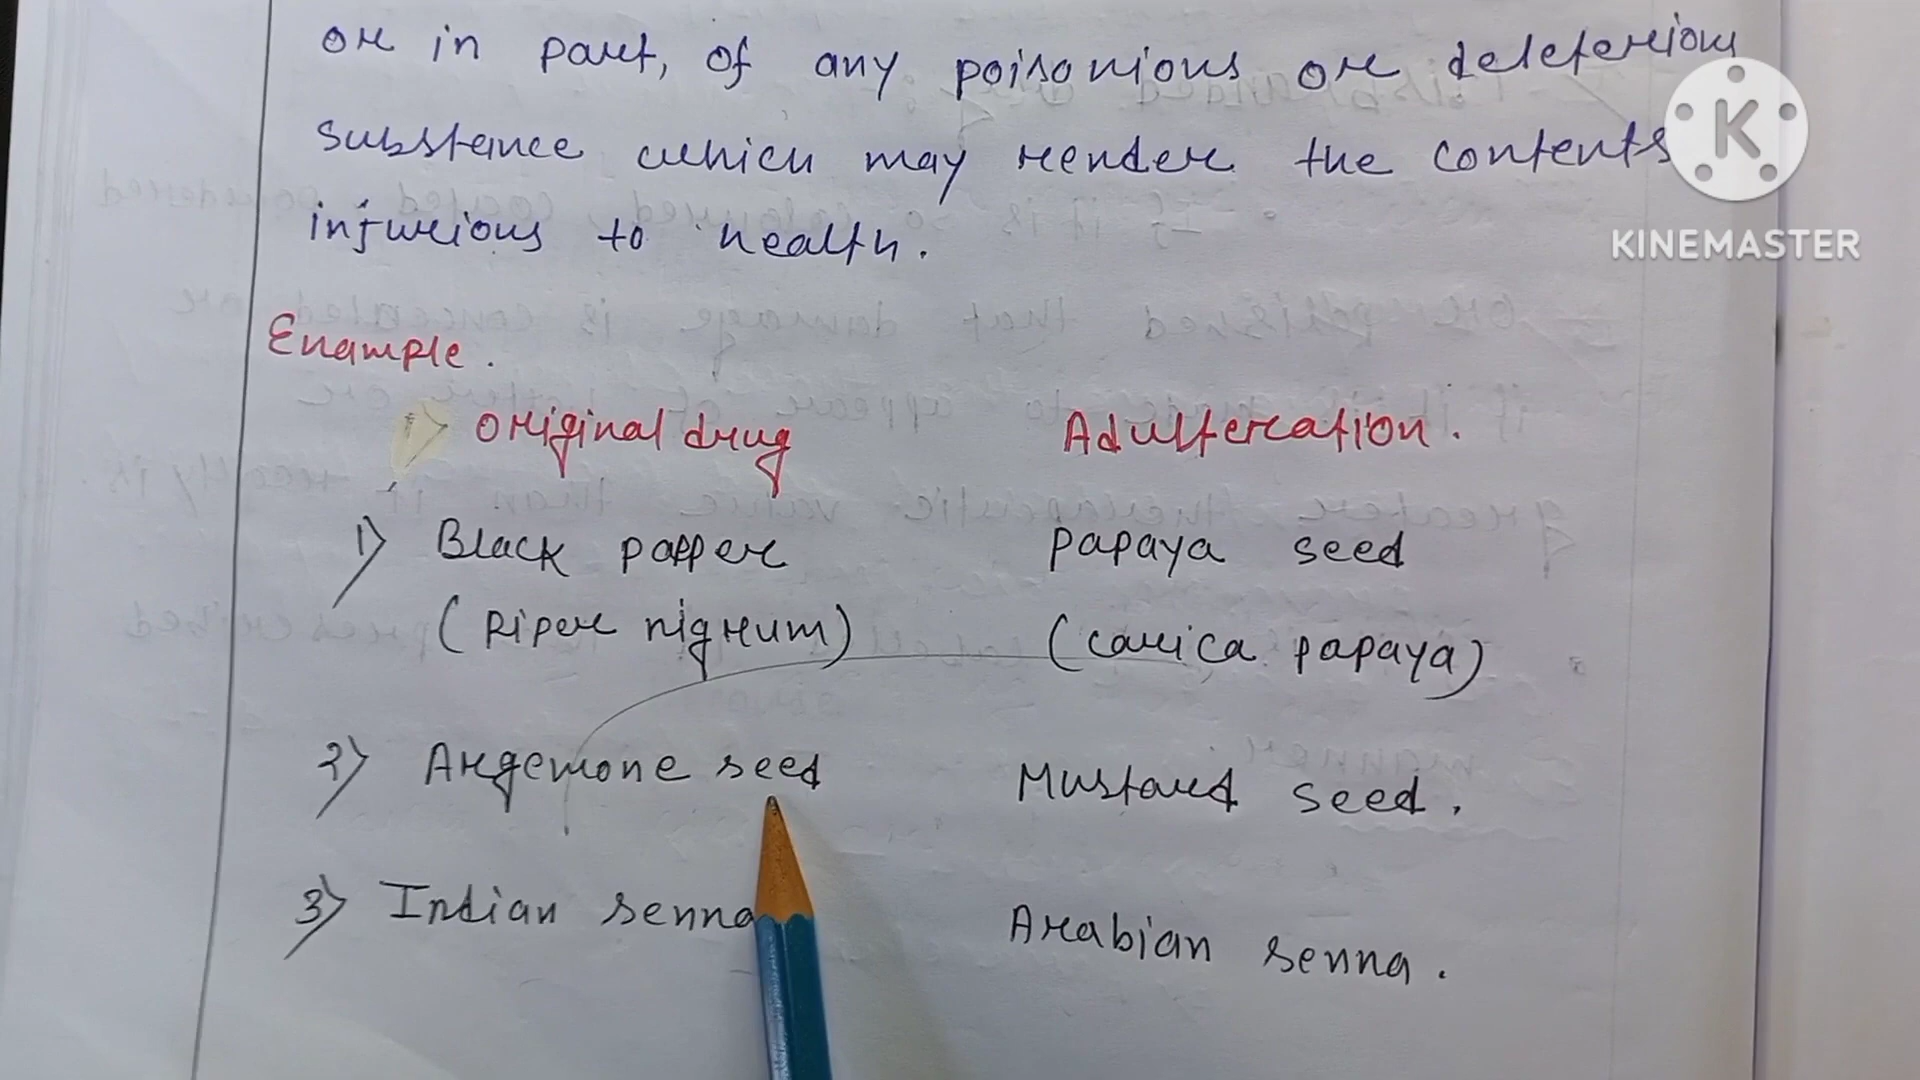 or in part, of any poisonious or deleterious
substance which may render the contents
injurious to health.
Example.
1) Original drug Adultercation.
1) Black papper papaya seed
(Piper nigrum) (carica papaya)
2) Argemone seed Mustard seed.
3) Indian senna Arabian senna.
K
KINEMASTER